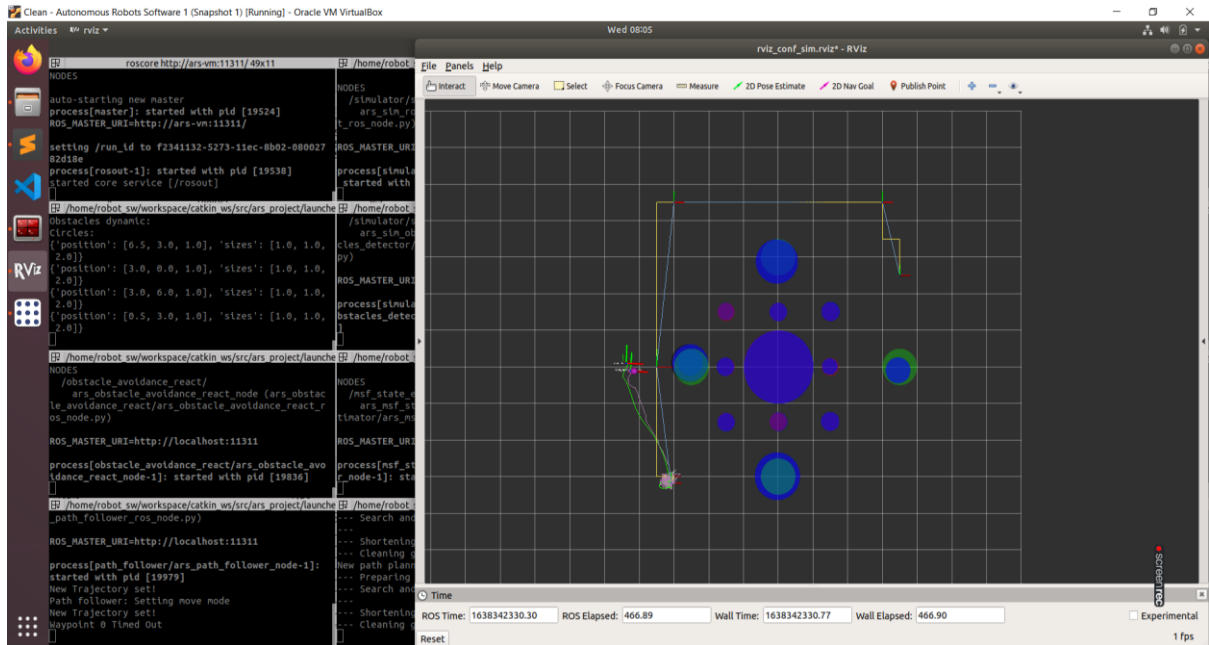 Clean - Autonomous Robots Software 1 (Snapshot 1) [Running] - Oracle VM VirtualBox
Activities rviz Wed 08:05
rviz_conf_sim.rviz* - RViz
File Panels Help
Interact Move Camera Select Focus Camera Measure 2D Pose Estimate 2D Nav Goal Publish Point
RViz
roscore http://ars-vm:11311/ 49x11
NODES
auto-starting new master
process[master]: started with pid [19524]
ROS_MASTER_URI=http://ars-vm:11311/
setting /run_id to f2341132-5273-11ec-8b02-080027
82d18e
process[rosout-1]: started with pid [19538]
started core service [/rosout]
/home/robot_
NODES
/simulator/s
ars_sim_ro
t_ros_node.py)
ROS_MASTER_URI
process[simula
started with
/home/robot_sw/workspace/catkin_ws/src/ars_project/launche
Obstacles dynamic:
Circles:
{'position': [6.5, 3.0, 1.0], 'sizes': [1.0, 1.0,
2.0]}
{'position': [3.0, 0.0, 1.0], 'sizes': [1.0, 1.0,
2.0]}
{'position': [3.0, 6.0, 1.0], 'sizes': [1.0, 1.0,
2.0]}
{'position': [0.5, 3.0, 1.0], 'sizes': [1.0, 1.0,
2.0]}
/home/robot_
/simulator/s
ars_sim_ob
cles_detector/
py)
ROS_MASTER_URI
process[simula
bstacles_detec
]
/home/robot_sw/workspace/catkin_ws/src/ars_project/launche
NODES
/obstacle_avoidance_react/
ars_obstacle_avoidance_react_node (ars_obstac
le_avoidance_react/ars_obstacle_avoidance_react_r
os_node.py)
ROS_MASTER_URI=http://localhost:11311
process[obstacle_avoidance_react/ars_obstacle_avo
idance_react_node-1]: started with pid [19836]
/home/robot_
NODES
/msf_state_e
ars_msf_st
timator/ars_ms
ROS_MASTER_URI
process[msf_st
r_node-1]: sta
/home/robot_sw/workspace/catkin_ws/src/ars_project/launche
_path_follower_ros_node.py)
ROS_MASTER_URI=http://localhost:11311
process[path_follower/ars_path_follower_node-1]:
started with pid [19979]
New Trajectory set!
Path follower: Setting move mode
New Trajectory set!
Waypoint 0 Timed Out
/home/robot_
--- Search and
---
--- Shortening
--- Cleaning g
New path plann
--- Preparing
--- Search and
---
--- Shortening
--- Cleaning g
screenrec
Time
ROS Time: 1638342330.30 ROS Elapsed: 466.89 Wall Time: 1638342330.77 Wall Elapsed: 466.90 Experimental
Reset 1 fps